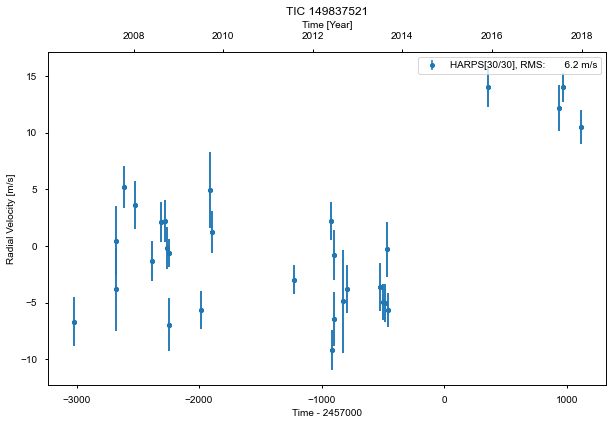 TIC 149837521
Time [Year]
2008 2010 2012 2014 2016 2018
HARPS[30/30], RMS: 6.2 m/s
15
10
5
0
−5
−10
Radial Velocity [m/s]
−3000 −2000 −1000 0 1000
Time - 2457000